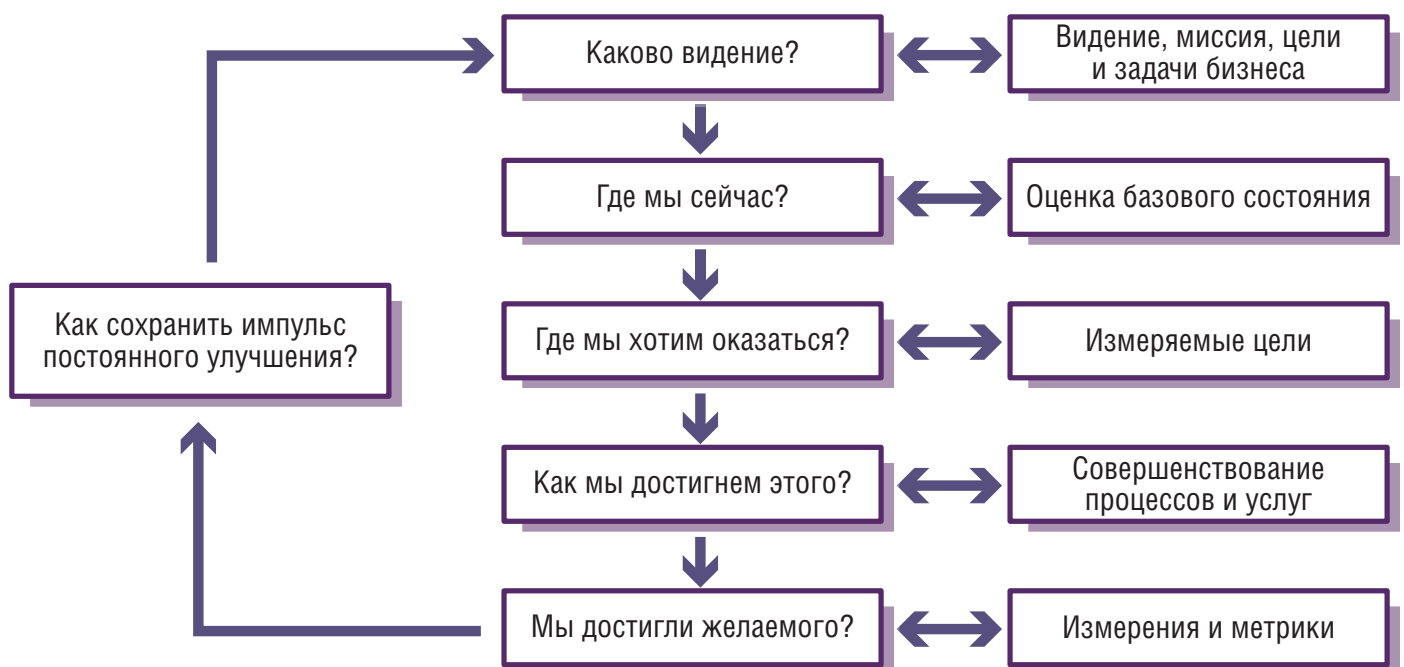 Каково видение?
Видение, миссия, цели
и задачи бизнеса
Где мы сейчас?
Оценка базового состояния
Как сохранить импульс
постоянного улучшения?
Где мы хотим оказаться?
Измеряемые цели
Как мы достигнем этого?
Совершенствование
процессов и услуг
Мы достигли желаемого?
Измерения и метрики